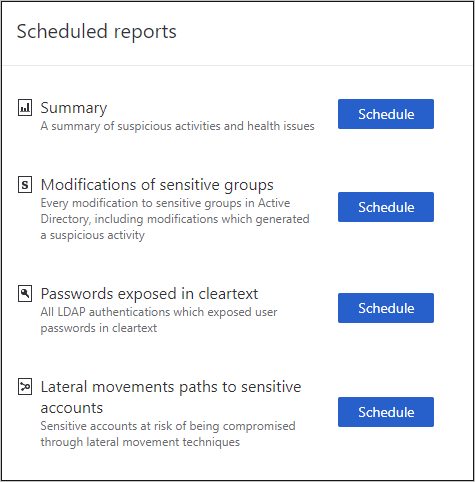 Scheduled reports
Summary
A summary of suspicious activities and health issues
Schedule
S
Modifications of sensitive groups
Every modification to sensitive groups in Active
Directory, including modifications which generated
a suspicious activity
Schedule
Passwords exposed in cleartext
All LDAP authentications which exposed user
passwords in cleartext
Schedule
Lateral movements paths to sensitive
accounts
Sensitive accounts at risk of being compromised
through lateral movement techniques
Schedule